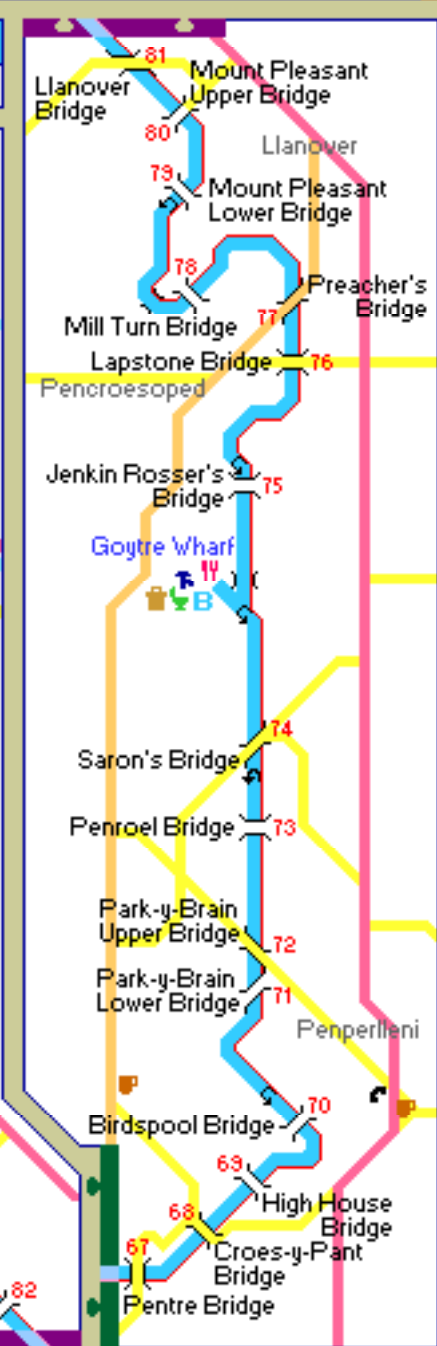 81
Llanover
Bridge
Mount Pleasant
Upper Bridge
80
Llanover
79
Mount Pleasant
Lower Bridge
78
Preacher's
Bridge
77
Mill Turn Bridge
Lapstone Bridge
76
Pencroesoped
Jenkin Rosser's
Bridge
75
Goytre Wharf
B
74
Saron's Bridge
Penroel Bridge
73
Park-y-Brain
Upper Bridge
72
Park-y-Brain
Lower Bridge
71
Penperlleni
70
Birdspool Bridge
69
High House
Bridge
68
Croes-y-Pant
Bridge
67
Pentre Bridge
82